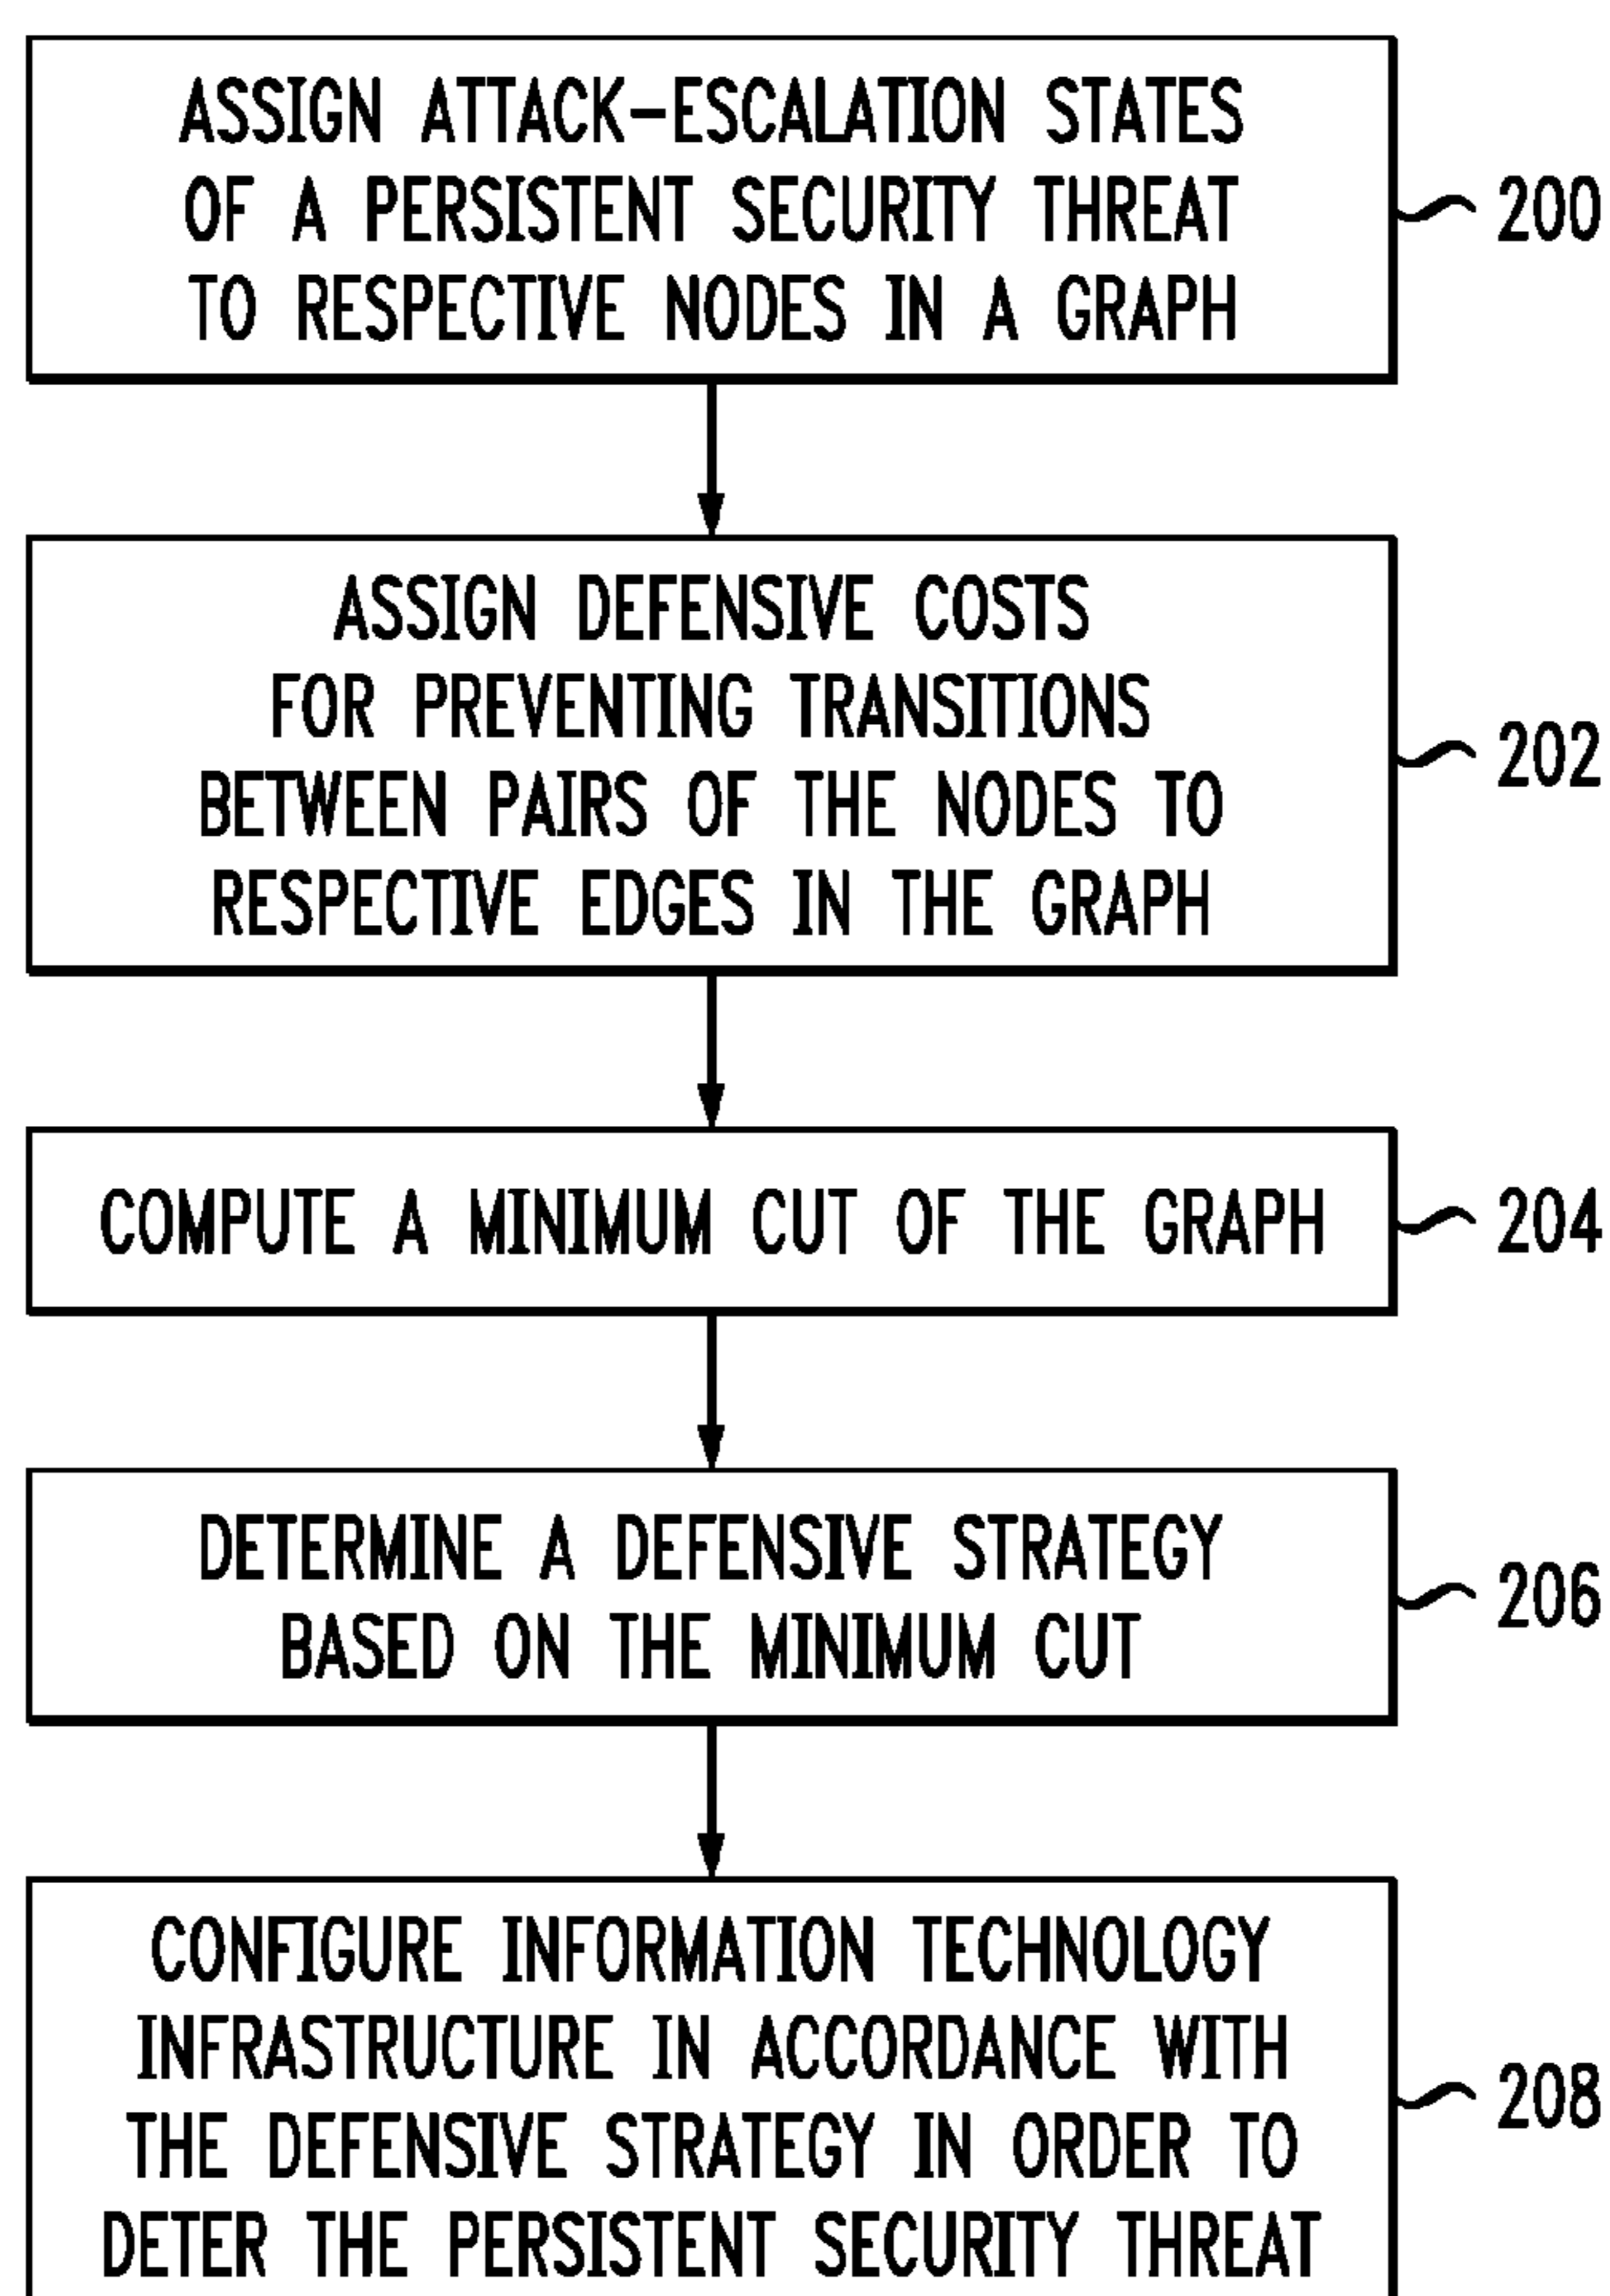 ASSIGN ATTACK-ESCALATION STATES
OF A PERSISTENT SECURITY THREAT
TO RESPECTIVE NODES IN A GRAPH
200
ASSIGN DEFENSIVE COSTS
FOR PREVENTING TRANSITIONS
BETWEEN PAIRS OF THE NODES TO
RESPECTIVE EDGES IN THE GRAPH
202
COMPUTE A MINIMUM CUT OF THE GRAPH
204
DETERMINE A DEFENSIVE STRATEGY
BASED ON THE MINIMUM CUT
206
CONFIGURE INFORMATION TECHNOLOGY
INFRASTRUCTURE IN ACCORDANCE WITH
THE DEFENSIVE STRATEGY IN ORDER TO
DETER THE PERSISTENT SECURITY THREAT
208